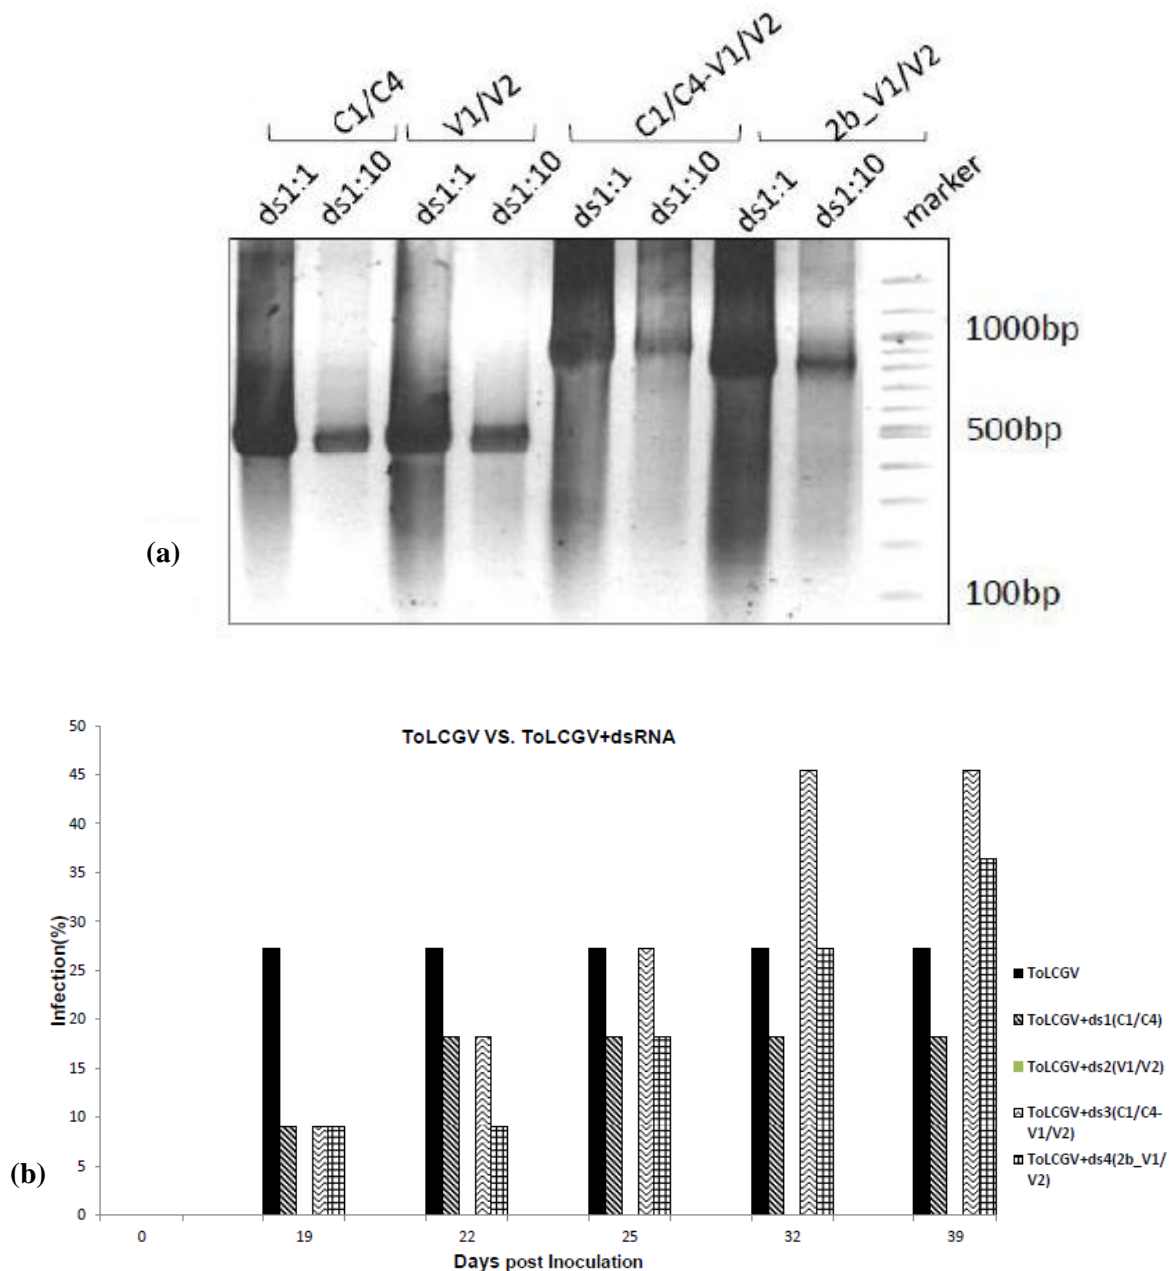 C1/C4
V1/V2
C1/C4-V1/V2
2b_V1/V2
ds1:1
ds1:10
ds1:1
ds1:10
ds1:1
ds1:10
ds1:1
ds1:10
marker
1000bp
500bp
100bp
(a)
ToLCGV VS. ToLCGV+dsRNA
50
45
40
35
30
25
20
15
10
5
0
Infection(%)
0
19
22
25
32
39
Days post Inoculation
ToLCGV
ToLCGV+ds1(C1/C4)
ToLCGV+ds2(V1/V2)
ToLCGV+ds3(C1/C4-
V1/V2)
ToLCGV+ds4(2b_V1/
V2)
(b)